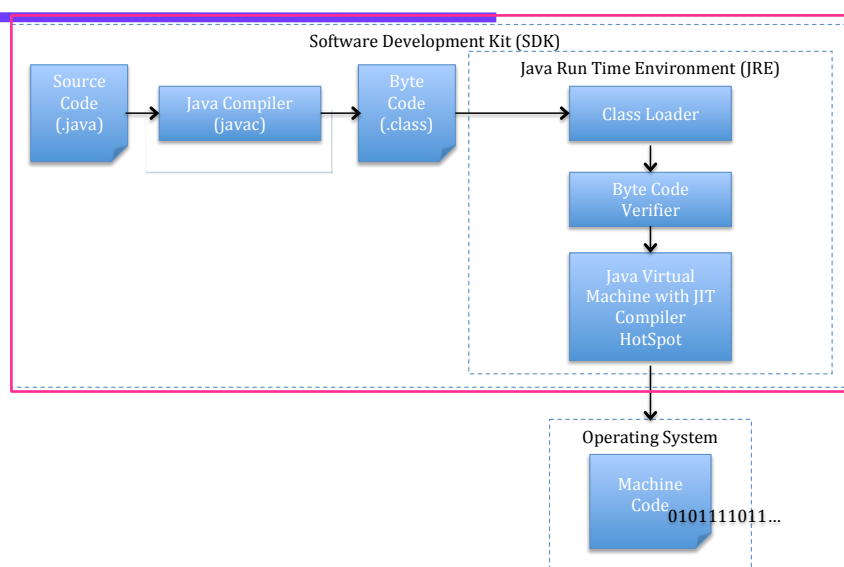 Software Development Kit (SDK)
Java Run Time Environment (JRE)
Source
Code
(.java)
Java Compiler
(javac)
Byte
Code
(.class)
Class Loader
Byte Code
Verifier
Java Virtual
Machine with JIT
Compiler
HotSpot
Operating System
Machine
Code
0101111011...